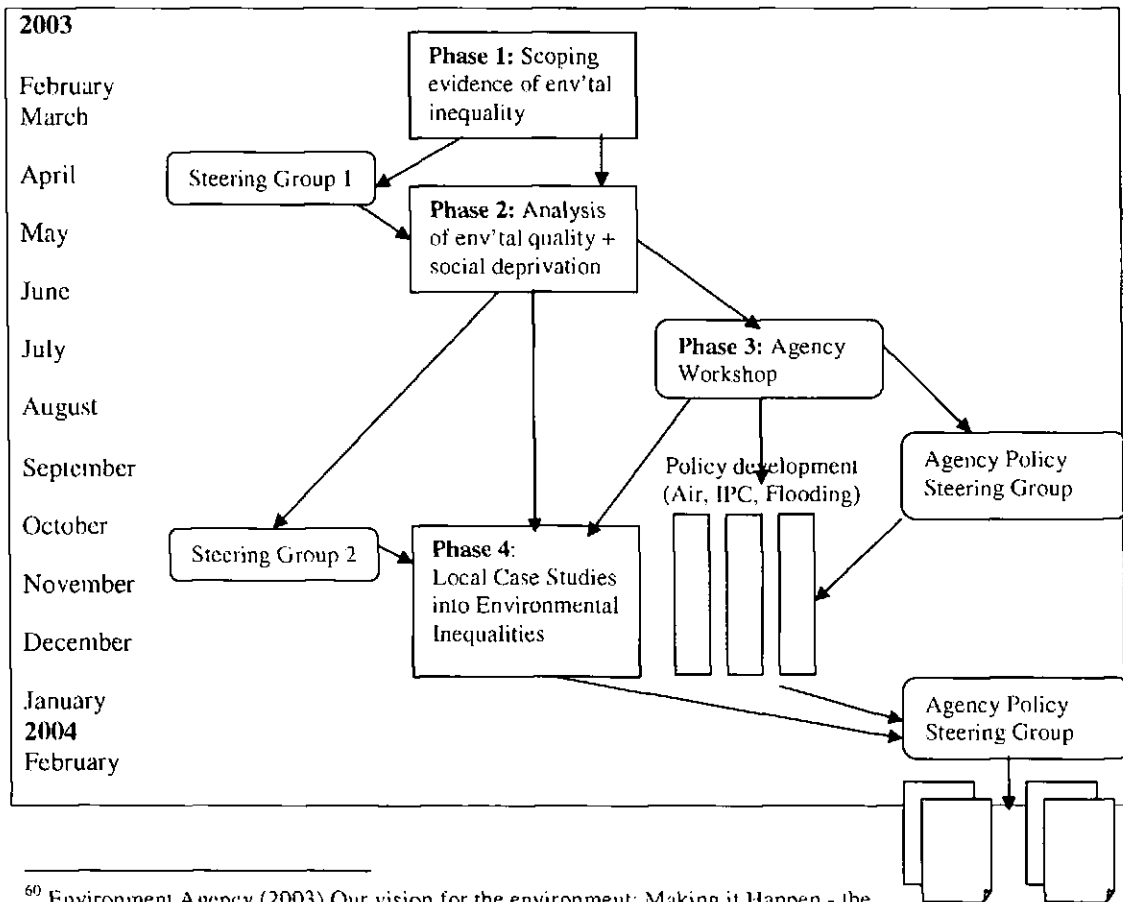 2003
February
March
April
May
June
July
August
September
October
November
December
January
2004
February
Phase 1: Scoping
evidence of env'tal
inequality
Steering Group 1
Phase 2: Analysis
of env'tal quality +
social deprivation
Phase 3: Agency
Workshop
Policy development
(Air, IPC, Flooding)
Agency Policy
Steering Group
Steering Group 2
Phase 4:
Local Case Studies
into Environmental
Inequalities
Agency Policy
Steering Group
60 Environment Agency (2003) Our vision for the environment: Making it Happen - the